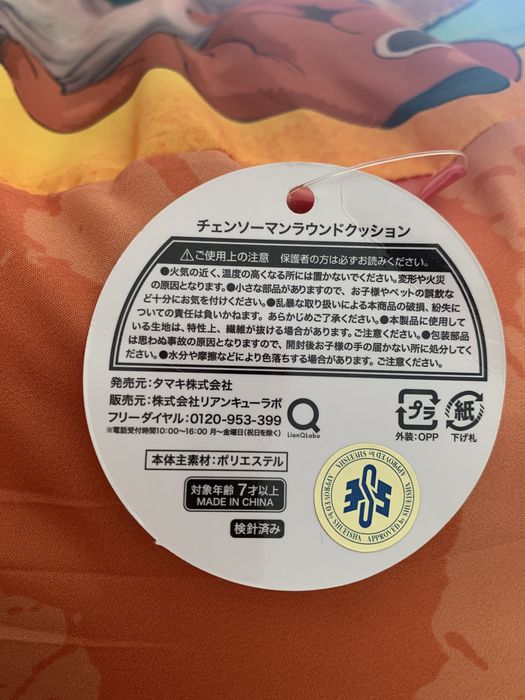 チェンソーマンラウンドクッション
⚠ご使用上の注意 保護者の方は必ずお読みください。
●火気の近く、温度の高くなる所には置かないでください。変形や火災
の原因となります。●小さな部品がありますので、お子様やペットの誤飲な
ど十分にお気を付けください。●乱暴な取り扱いによる本商品の破損、紛失に
ついての責任は負いかねます。あらかじめご了承ください。●本製品に使用して
いる生地は、特性上、繊維が抜ける場合があります。ご注意ください。●包装部品
は思わぬ事故の原因となりますので、開封後お子様の手の届かない所に処分してく
ださい。●水分や摩擦などにより色落ちする場合があります。ご注意ください。
発売元:タマキ株式会社
販売元:株式会社リアンキューラボ
フリーダイヤル:0120-953-399
※電話受付時間10:00〜16:00 月〜金曜日(祝日を除く)
LianQLabo
プラ
外装:OPP
紙
下げ札
本体主素材:ポリエステル
対象年齢 7才以上
MADE IN CHINA
検針済み
APPROVED by SHUEISHA APPROVED by SHUEISHA APPROVED by SHUEISHA